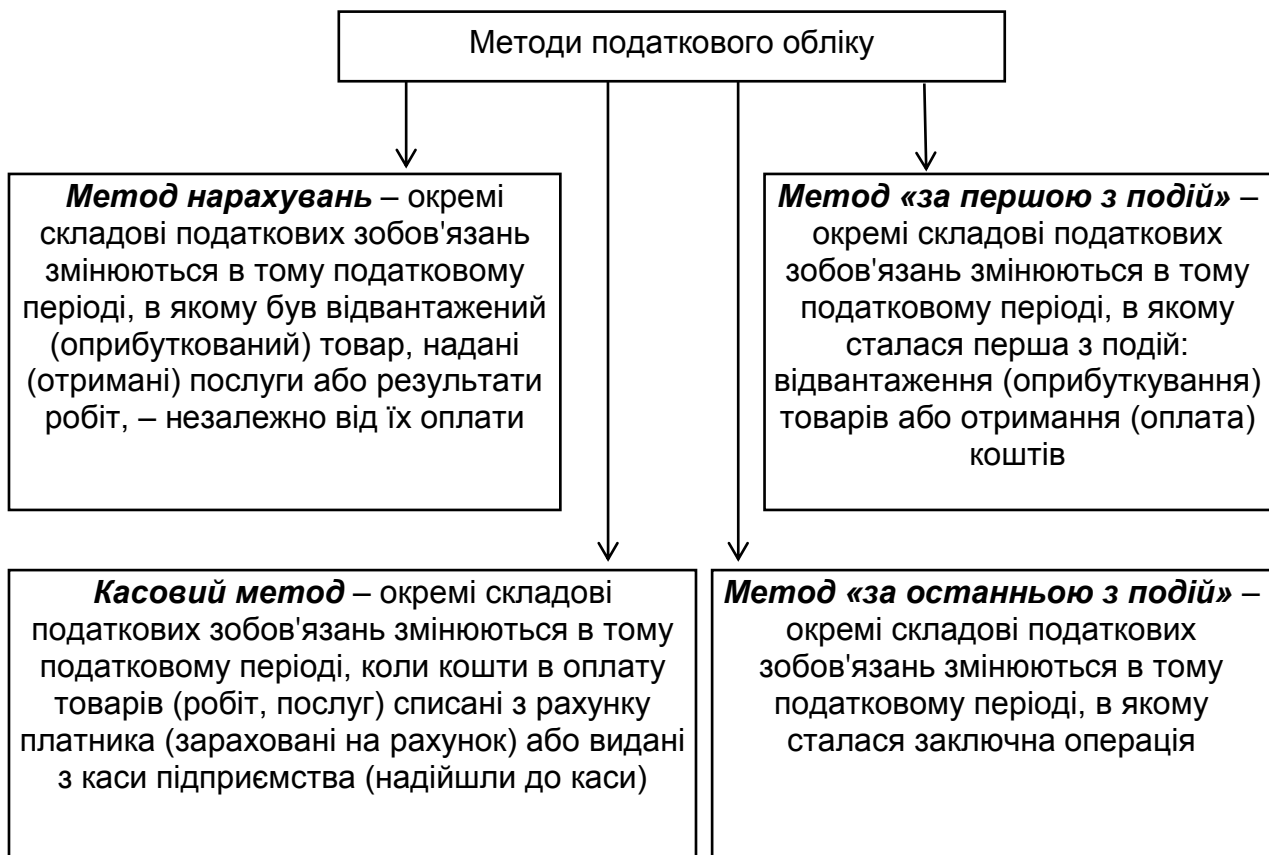 Методи податкового обліку
Метод нарахувань – окремі
складові податкових зобов'язань
змінюються в тому податковому
періоді, в якому був відвантажений
(оприбуткований) товар, надані
(отримані) послуги або результати
робіт, – незалежно від їх оплати
Метод «за першою з подій» –
окремі складові податкових
зобов'язань змінюються в тому
податковому періоді, в якому
сталася перша з подій:
відвантаження (оприбуткування)
товарів або отримання (оплата)
коштів
Касовий метод – окремі складові
податкових зобов'язань змінюються в тому
податковому періоді, коли кошти в оплату
товарів (робіт, послуг) списані з рахунку
платника (зараховані на рахунок) або видані
з каси підприємства (надійшли до каси)
Метод «за останньою з подій» –
окремі складові податкових
зобов'язань змінюються в тому
податковому періоді, в якому
сталася заключна операція